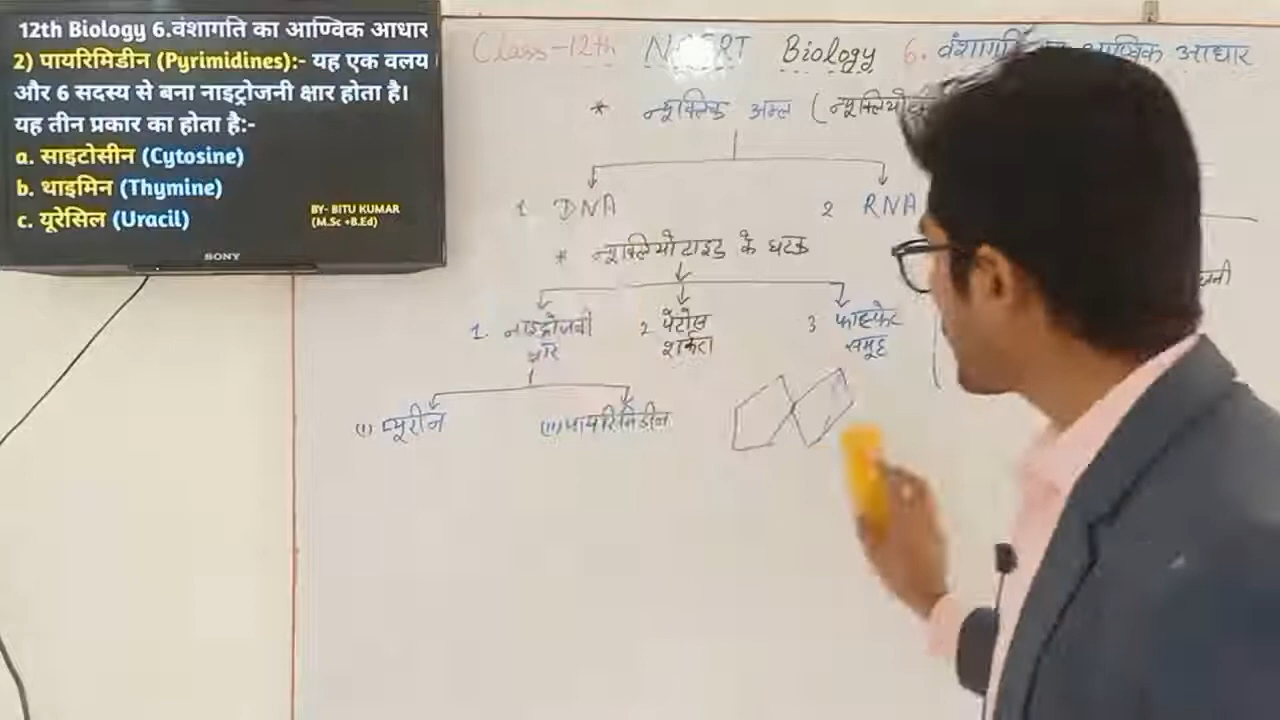 12th Biology 6.वंशागति का आण्विक आधार
2) पायरिमिडीन (Pyrimidines):- यह एक वलय
और 6 सदस्य से बना नाइट्रोजनी क्षार होता है।
यह तीन प्रकार का होता है:-
a. साइटोसीन (Cytosine)
b. थाइमिन (Thymine)
c. यूरेसिल (Uracil)
BY- BITU KUMAR
(M.Sc +B.Ed)
SONY
Class-12th NCERT Biology 6. आधार
* न्यूक्लिक अम्ल (
1 DNA 2 RNA
* न्यूक्लियोटाइड के घटक
1. नाइट्रोजनी क्षार
2 पेंटोस शर्करा
3 फास्फेट समूह
(i) प्यूरीन (ii) पायरिमिडीन